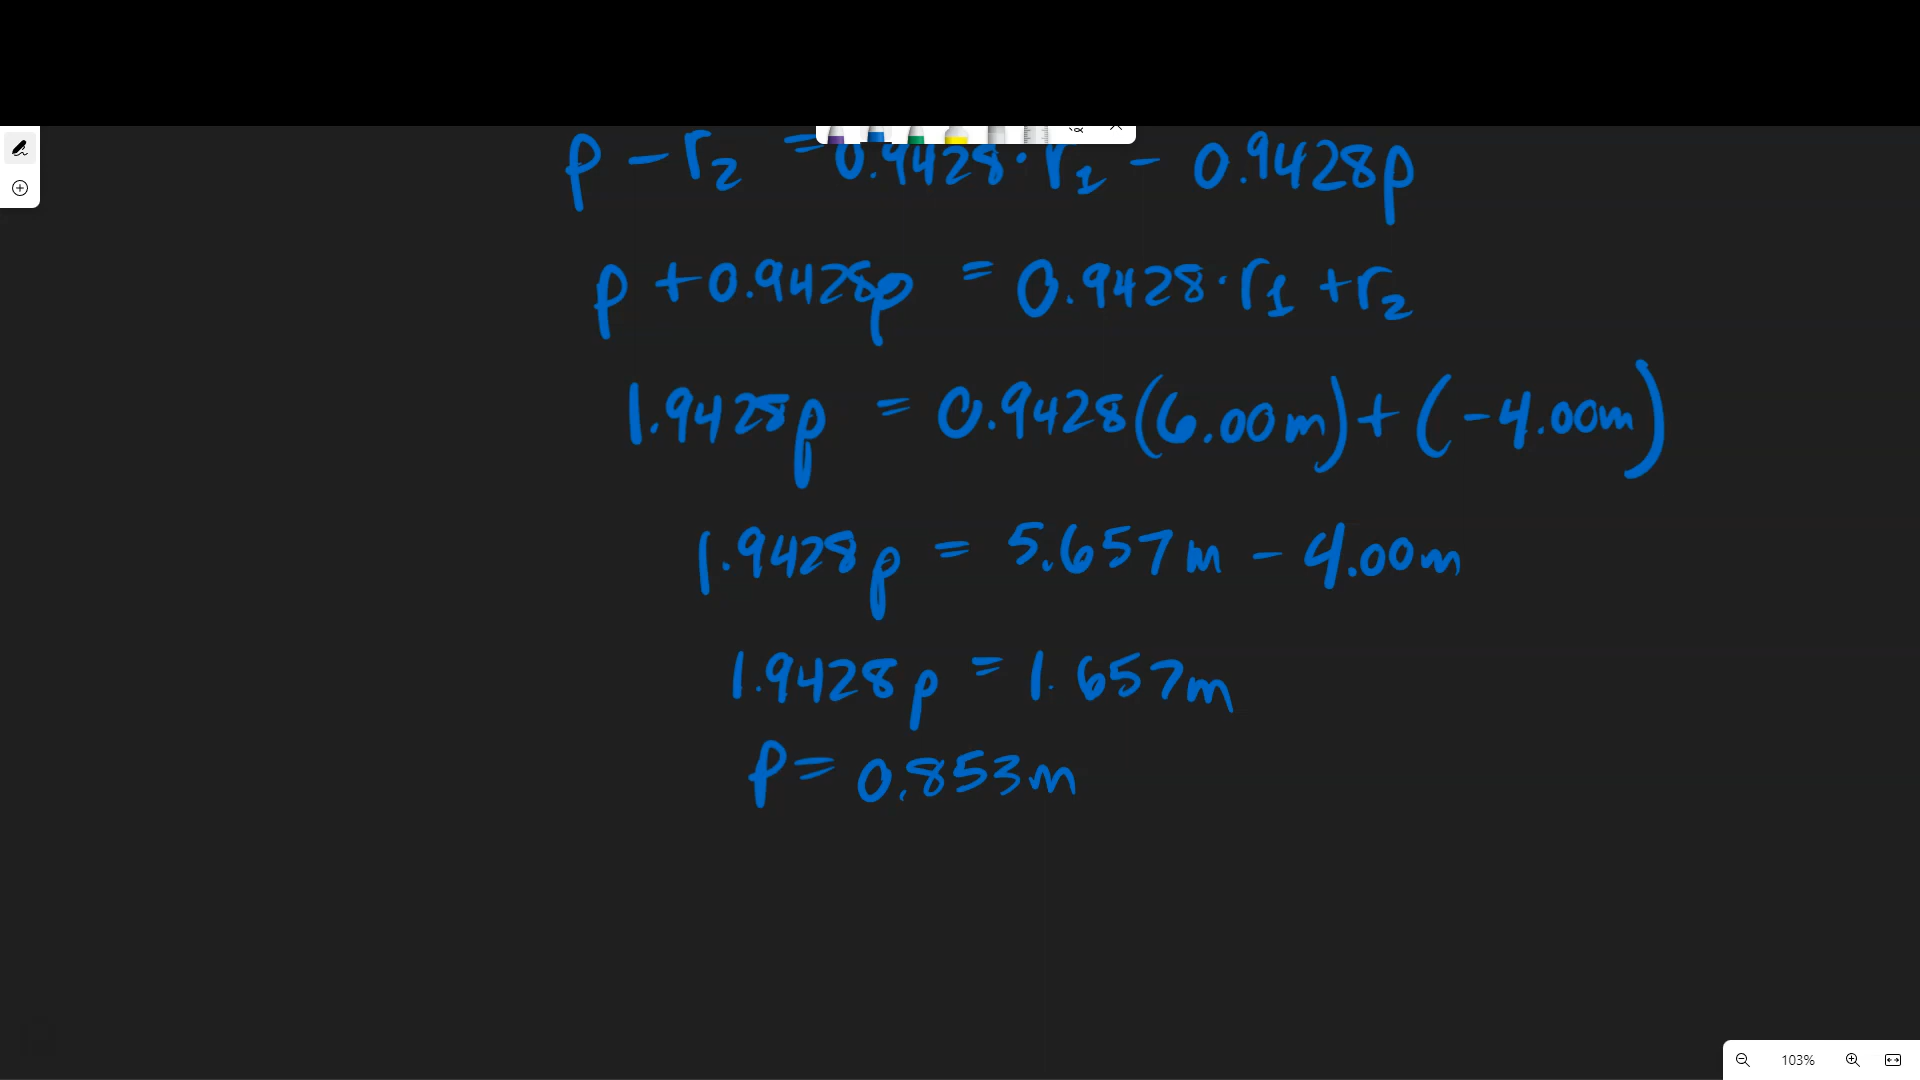 p - r₂ = 0.9428 · r₁ - 0.9428p
p + 0.9428p = 0.9428 · r₁ + r₂
1.9428p = 0.9428(6.00m) + (-4.00m)
1.9428p = 5.657m - 4.00m
1.9428p = 1.657m
p = 0.853m
103%